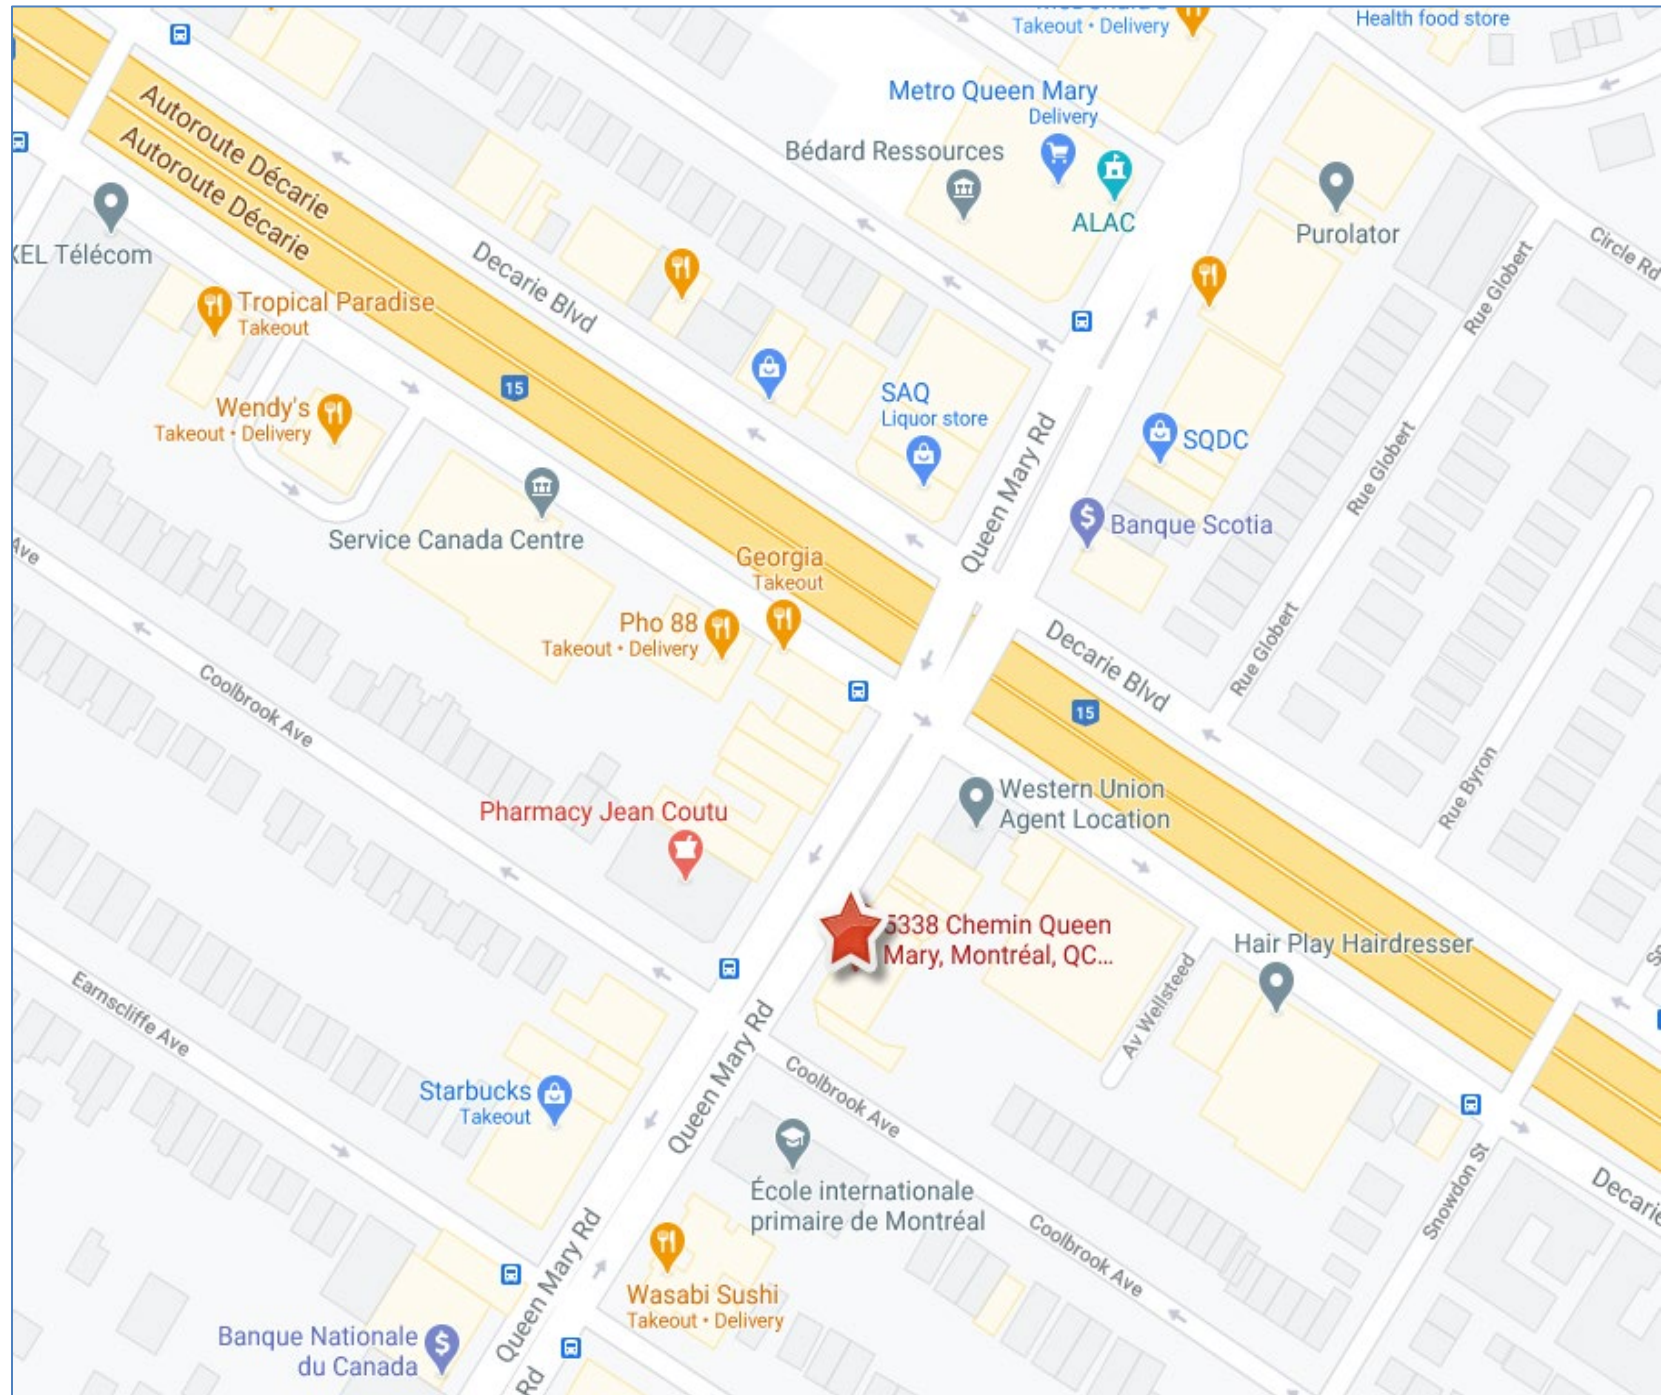 Takeout • Delivery
Health food store
Metro Queen Mary
Delivery
Autoroute Décarie
Autoroute Décarie
Bédard Ressources
ALAC
Purolator
Circle Rd
Télécom
Rue Globert
Decarie Blvd
Tropical Paradise
Takeout
15
SAQ
Liquor store
Wendy's
Takeout • Delivery
SQDC
Rue Globert
Queen Mary Rd
Banque Scotia
Service Canada Centre
Ave
Georgia
Takeout
Pho 88
Takeout • Delivery
Decarie Blvd
Rue Globert
Coolbrook Ave
15
Rue Byron
Western Union
Agent Location
Pharmacy Jean Coutu
5338 Chemin Queen
Mary, Montréal, QC...
Hair Play Hairdresser
Av Wellsteed
Earnscliffe Ave
Queen Mary Rd
Coolbrook Ave
Starbucks
Takeout
École internationale
primaire de Montréal
Snowdon St
Decarie
Coolbrook Ave
Queen Mary Rd
Wasabi Sushi
Takeout • Delivery
Banque Nationale
du Canada
Rd